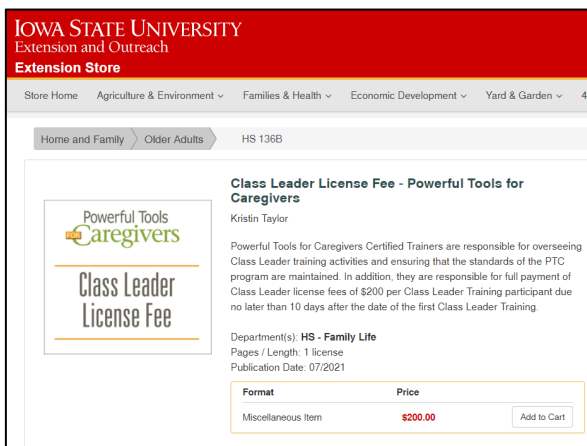 IOWA STATE UNIVERSITY
Extension and Outreach
Extension Store
Store Home Agriculture & Environment Families & Health Economic Development Yard & Garden 4
Home and Family Older Adults HS 136B
Powerful Tools
FOR Caregivers
Class Leader
License Fee
Class Leader License Fee - Powerful Tools for
Caregivers
Kristin Taylor
Powerful Tools for Caregivers Certified Trainers are responsible for overseeing
Class Leader training activities and ensuring that the standards of the PTC
program are maintained. In addition, they are responsible for full payment of
Class Leader license fees of $200 per Class Leader Training participant due
no later than 10 days after the date of the first Class Leader Training.
Department(s): HS - Family Life
Pages / Length: 1 license
Publication Date: 07/2021
Format Price
Miscellaneous Item $200.00 Add to Cart